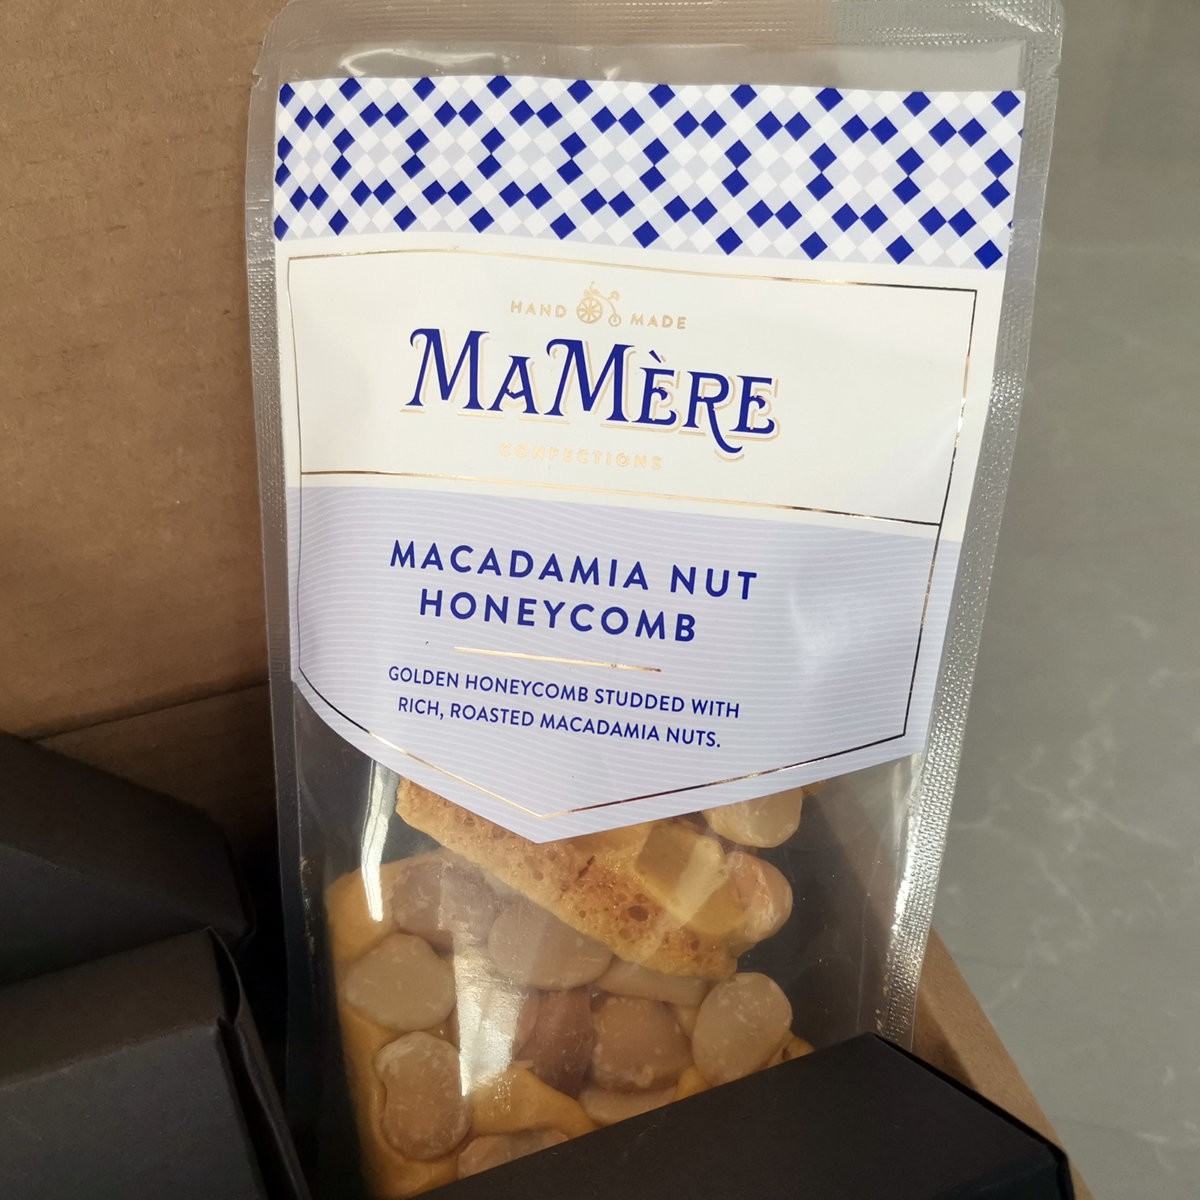 HAND MADE
MAMÈRE
CONFECTIONS
MACADAMIA NUT
HONEYCOMB
GOLDEN HONEYCOMB STUDDED WITH
RICH, ROASTED MACADAMIA NUTS.